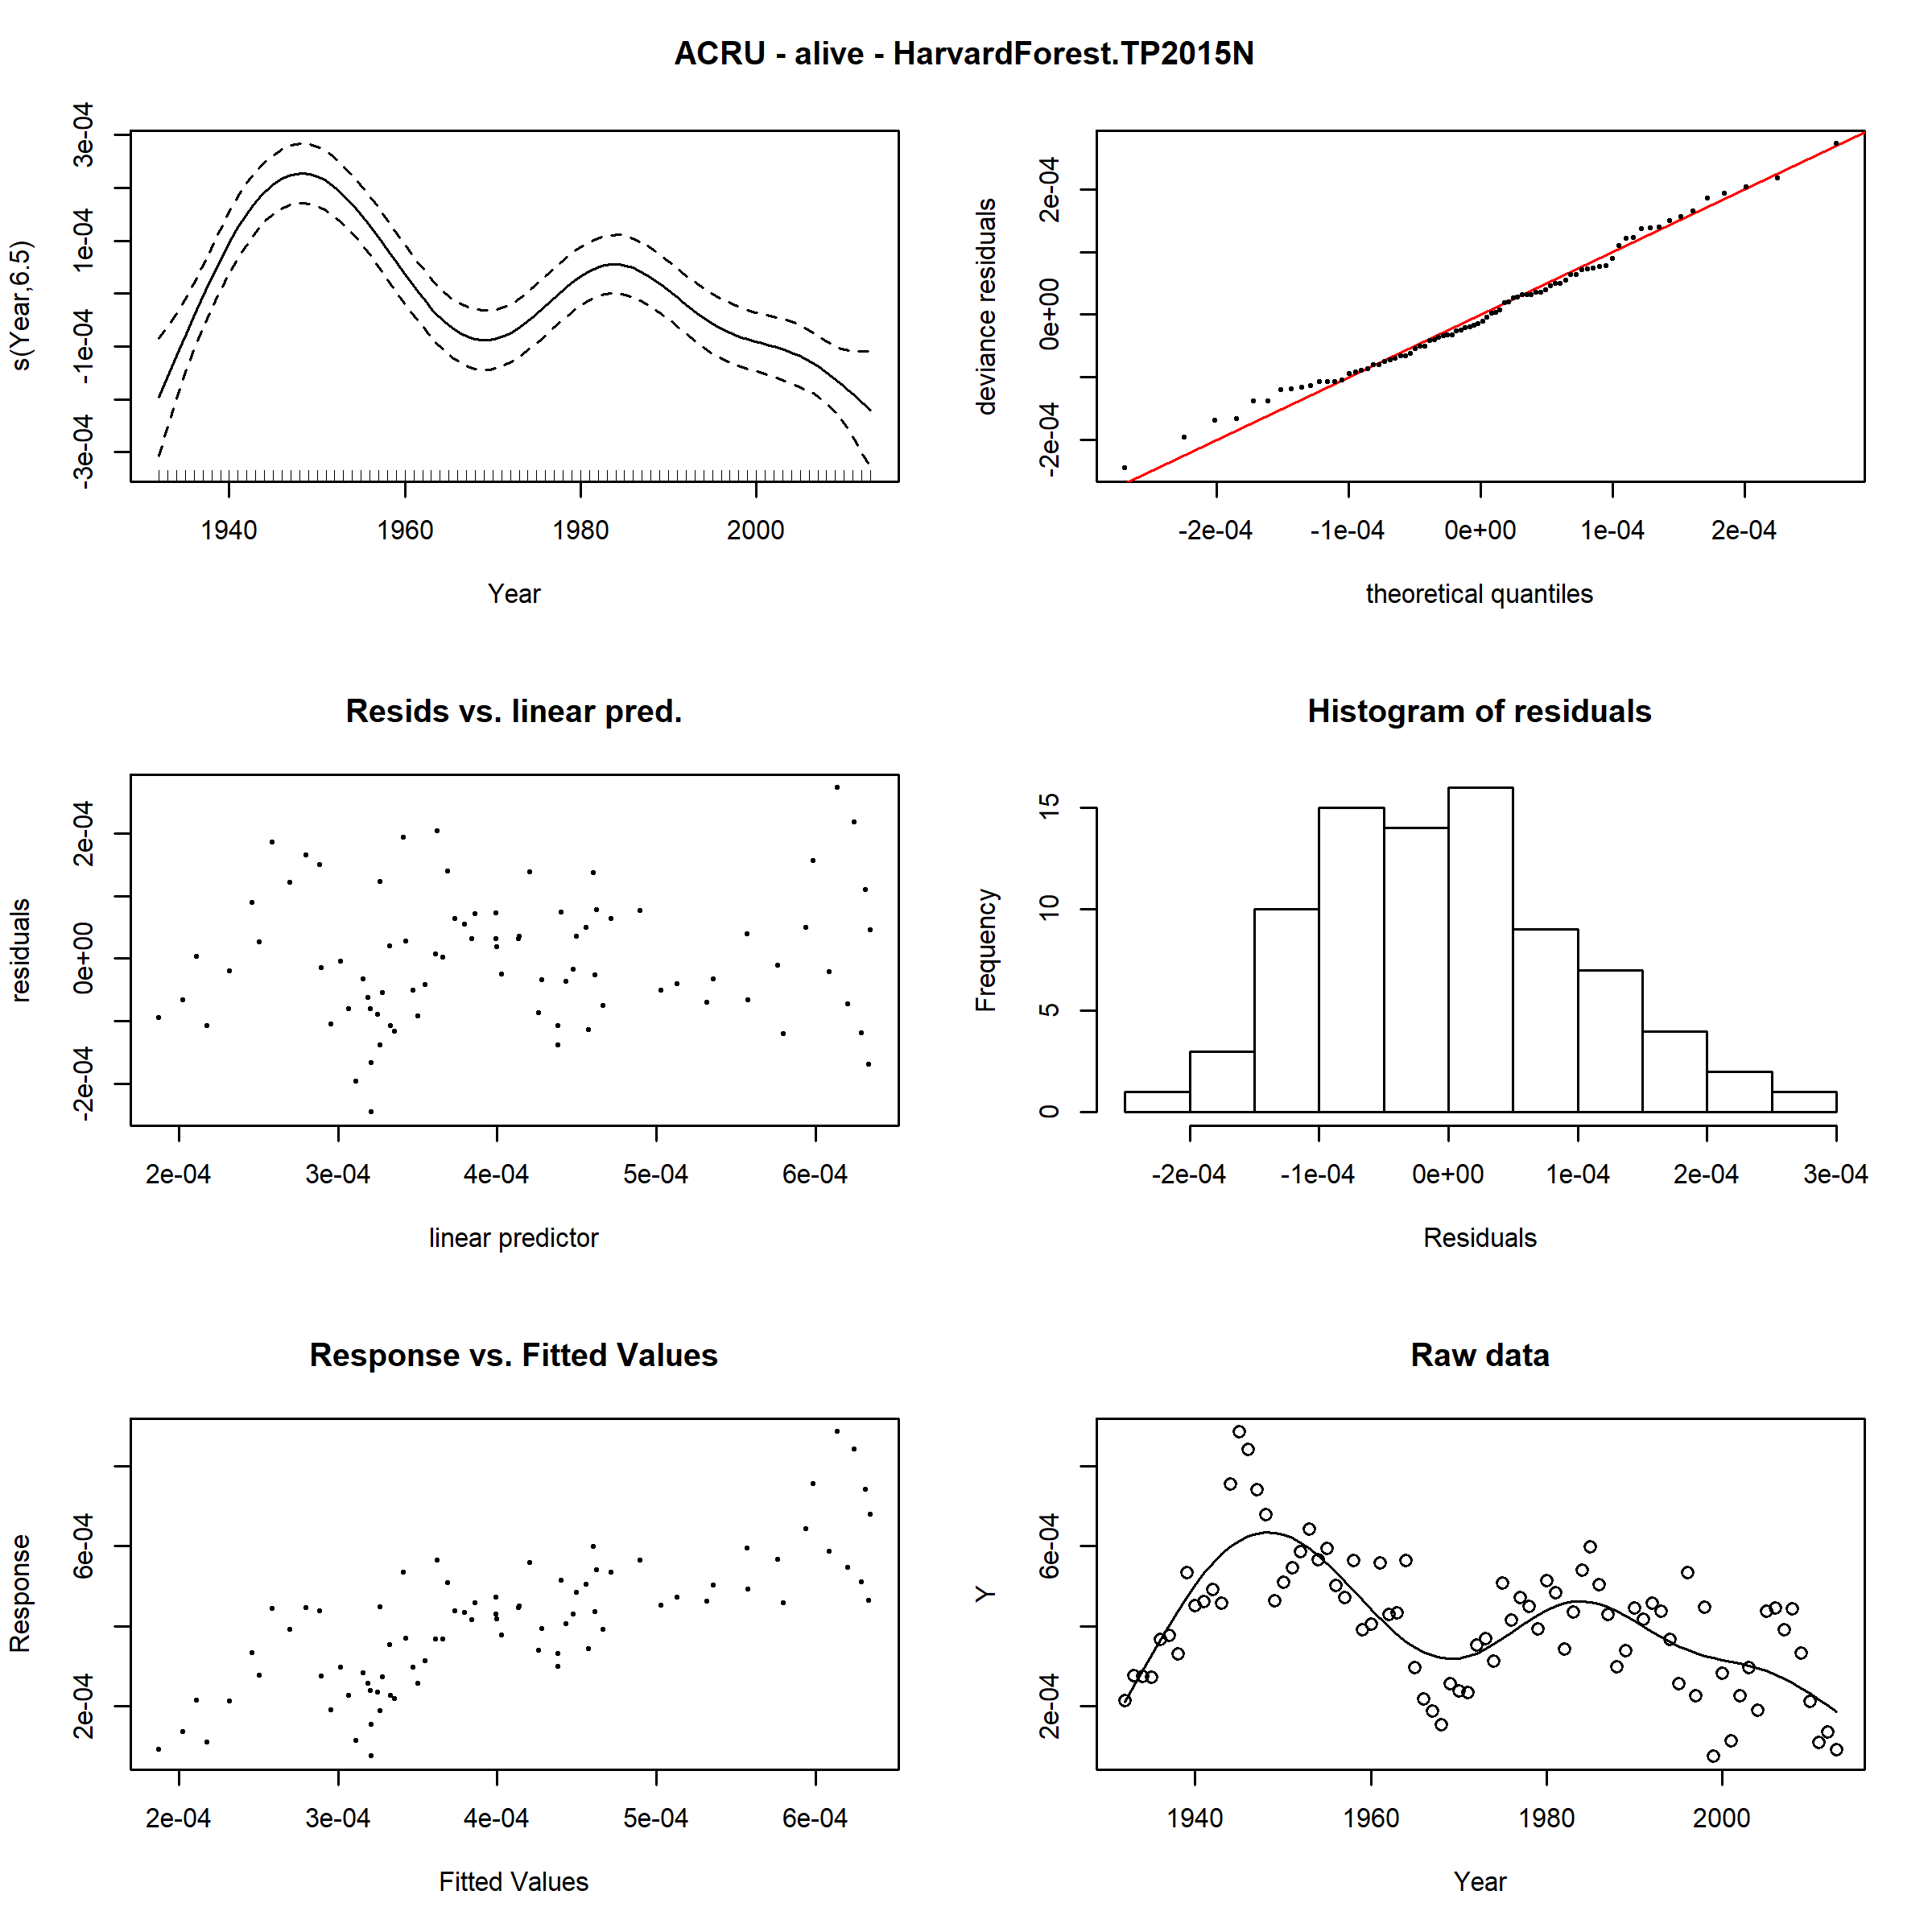 ACRU - alive - HarvardForest.TP2015N
s(Year,6.5)
3e-04
1e-04
-1e-04
-3e-04
1940 1960 1980 2000
Year
deviance residuals
2e-04
0e+00
-2e-04
-2e-04 -1e-04 0e+00 1e-04 2e-04
theoretical quantiles
Resids vs. linear pred.
residuals
2e-04
0e+00
-2e-04
2e-04 3e-04 4e-04 5e-04 6e-04
linear predictor
Histogram of residuals
Frequency
15
10
5
0
-2e-04 -1e-04 0e+00 1e-04 2e-04 3e-04
Residuals
Response vs. Fitted Values
Response
6e-04
2e-04
2e-04 3e-04 4e-04 5e-04 6e-04
Fitted Values
Raw data
Y
6e-04
2e-04
1940 1960 1980 2000
Year